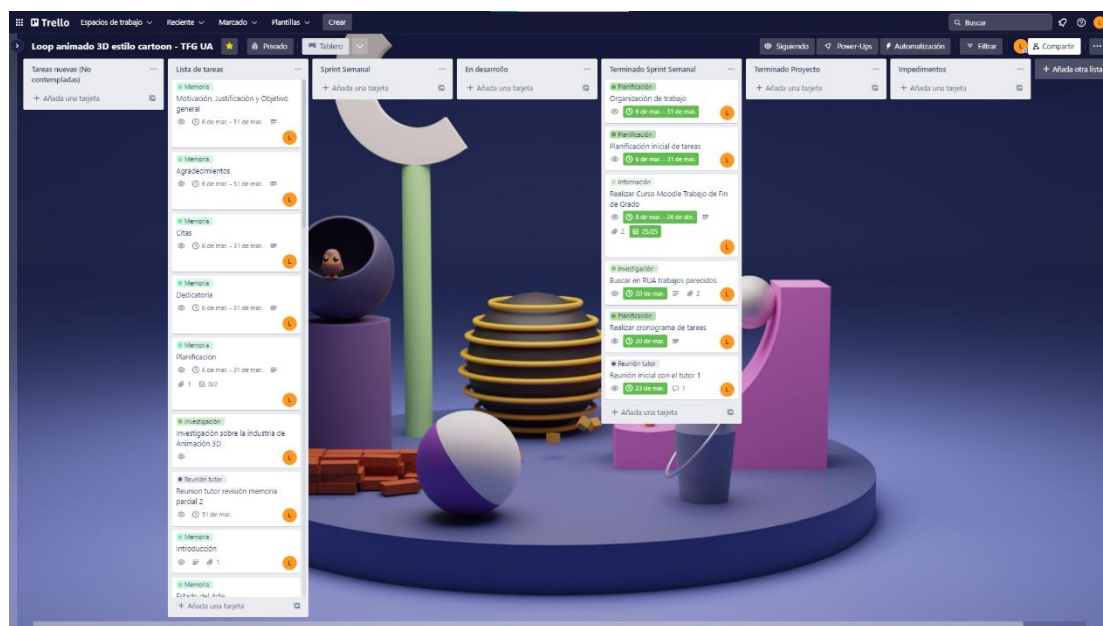 Trello Espacios de trabajo Reciente Marcado Plantillas Crear Buscar
Loop animado 3D estilo cartoon - TFG UA Privado Tablero Siguiendo Power-Ups Automatización Filtrar L Compartir
Tareas nuevas (No
contempladas)
+ Añada una tarjeta
Lista de tareas
Memoria
Motivación, Justificación y Objetivo
general
6 de mar. - 31 de mar.
L
Memoria
Agradecimientos
6 de mar. - 31 de mar.
L
Memoria
Citas
6 de mar. - 31 de mar.
L
Memoria
Dedicatoria
6 de mar. - 31 de mar.
L
Memoria
Planificación
6 de mar. - 31 de mar.
1 0/2
L
Investigación
Investigación sobre la industria de
Animación 3D
L
Reunión tutor
Reunion tutor revisión memoria
parcial 2
31 de mar.
L
Memoria
Introducción
1
L
Memoria
Estado del Arte
+ Añada una tarjeta
Sprint Semanal
+ Añada una tarjeta
En desarrollo
+ Añada una tarjeta
Terminado Sprint Semanal
Planificación
Organización de trabajo
6 de mar. - 31 de mar.
L
Planificación
Planificación inicial de tareas
6 de mar. - 31 de mar.
L
Información
Realizar Curso Moodle Trabajo de Fin
de Grado
8 de mar. - 26 de abr.
2 25/25
L
Investigación
Buscar en RUA trabajos parecidos
20 de mar. 2
L
Planificación
Realizar cronograma de tareas
20 de mar.
L
Reunión tutor
Reunión inicial con el tutor 1
23 de mar. 1
L
+ Añada una tarjeta
Terminado Proyecto
+ Añada una tarjeta
Impedimentos
+ Añada una tarjeta
+ Añada otra lista